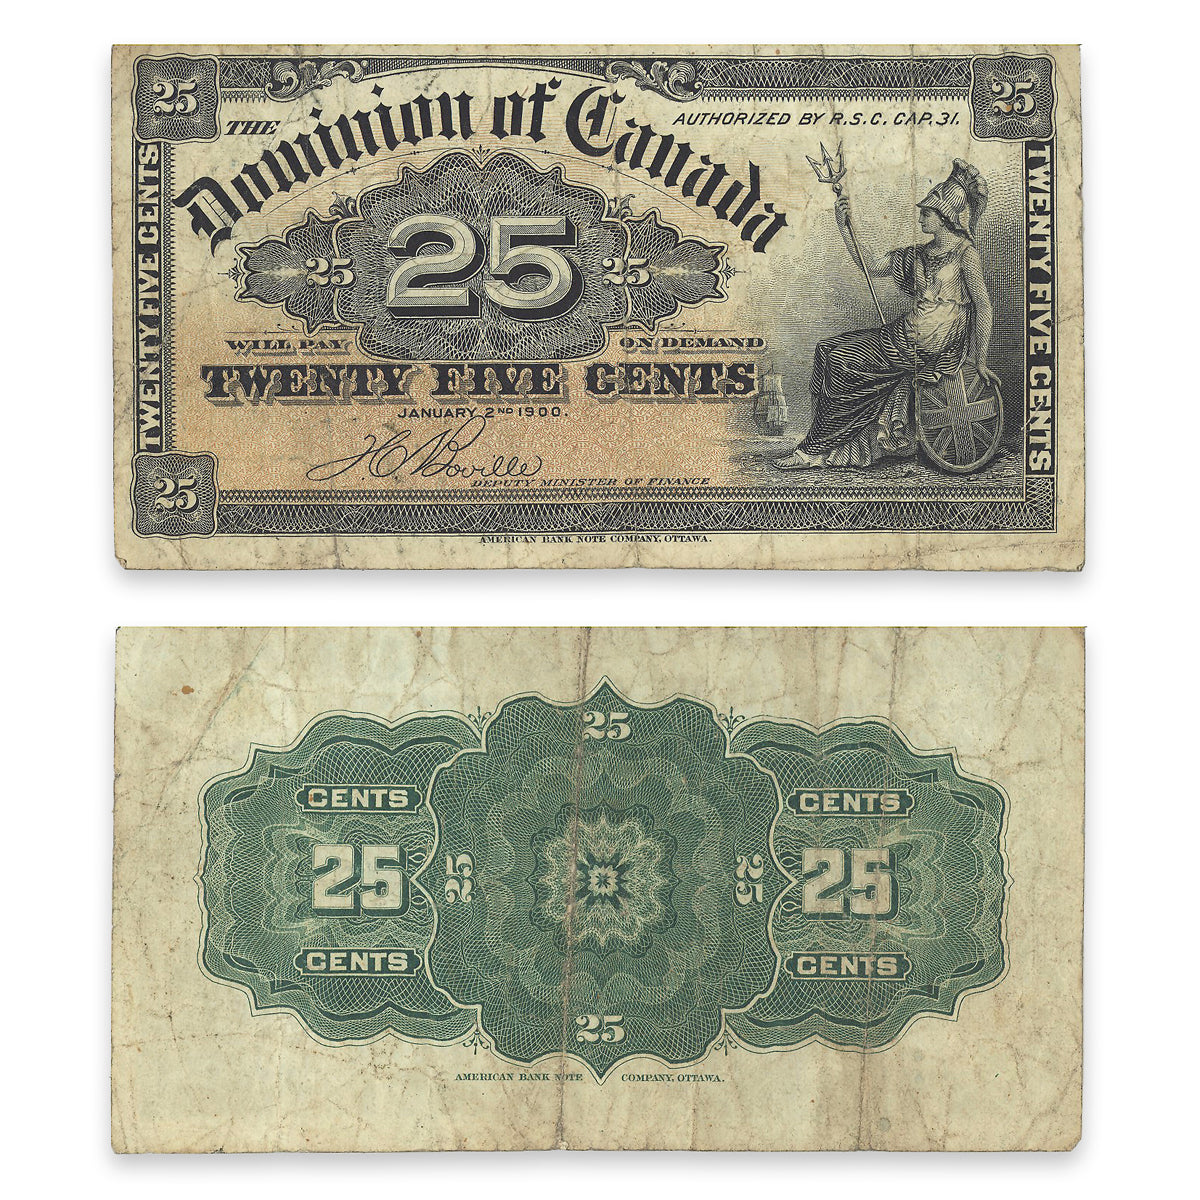 25
25
THE
Dominion of Canada
AUTHORIZED BY R.S.C. CAP. 31.
TWENTY FIVE CENTS
TWENTY FIVE CENTS
25
25
25
WILL PAY
ON DEMAND
TWENTY FIVE CENTS
JANUARY 2ND 1900.
J.C. Boville
DEPUTY MINISTER OF FINANCE
25
AMERICAN BANK NOTE COMPANY, OTTAWA.
25
CENTS
CENTS
25
25
25
25
CENTS
CENTS
25
AMERICAN BANK NOTE COMPANY, OTTAWA.